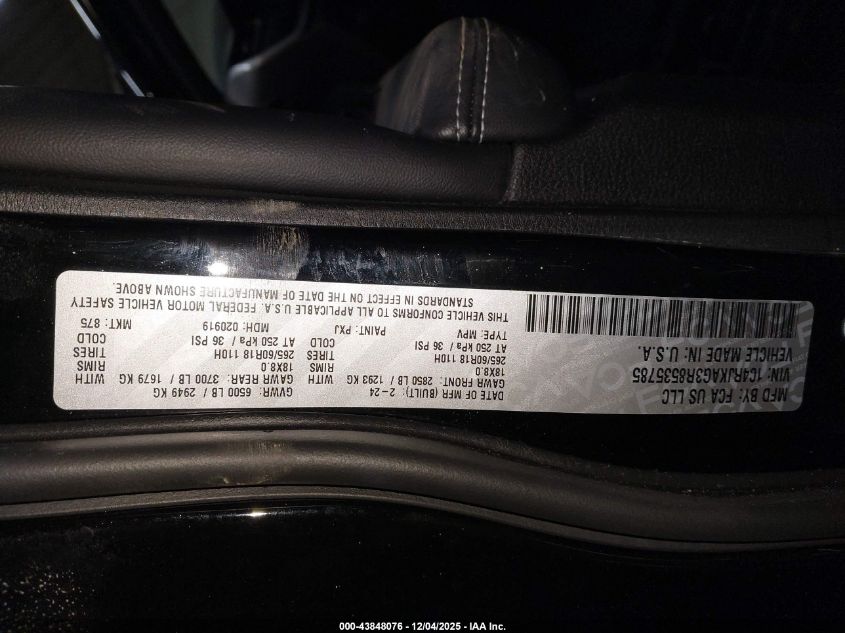 MFD BY: FCA US LLC
VIN: 1C4RJKAG3R8535785
VEHICLE MADE IN: U.S.A.
DATE OF MFR (BUILT): 2-24
GVWR: 6500 LB / 2949 KG
GAWR FRONT: 2850 LB / 1293 KG WITH
18X8.0 RIMS
265/60R18 110H TIRES
AT 250 kPa / 36 PSI COLD
GAWR REAR: 3700 LB / 1679 KG WITH
18X8.0 RIMS
265/60R18 110H TIRES
AT 250 kPa / 36 PSI COLD
TYPE: MPV
PAINT: PXJ
MDH: 020919
MKT: 875
THIS VEHICLE CONFORMS TO ALL APPLICABLE U.S.A. FEDERAL MOTOR VEHICLE SAFETY
STANDARDS IN EFFECT ON THE DATE OF MANUFACTURE SHOWN ABOVE.
000-43848076 - 12/04/2025 - IAA Inc.